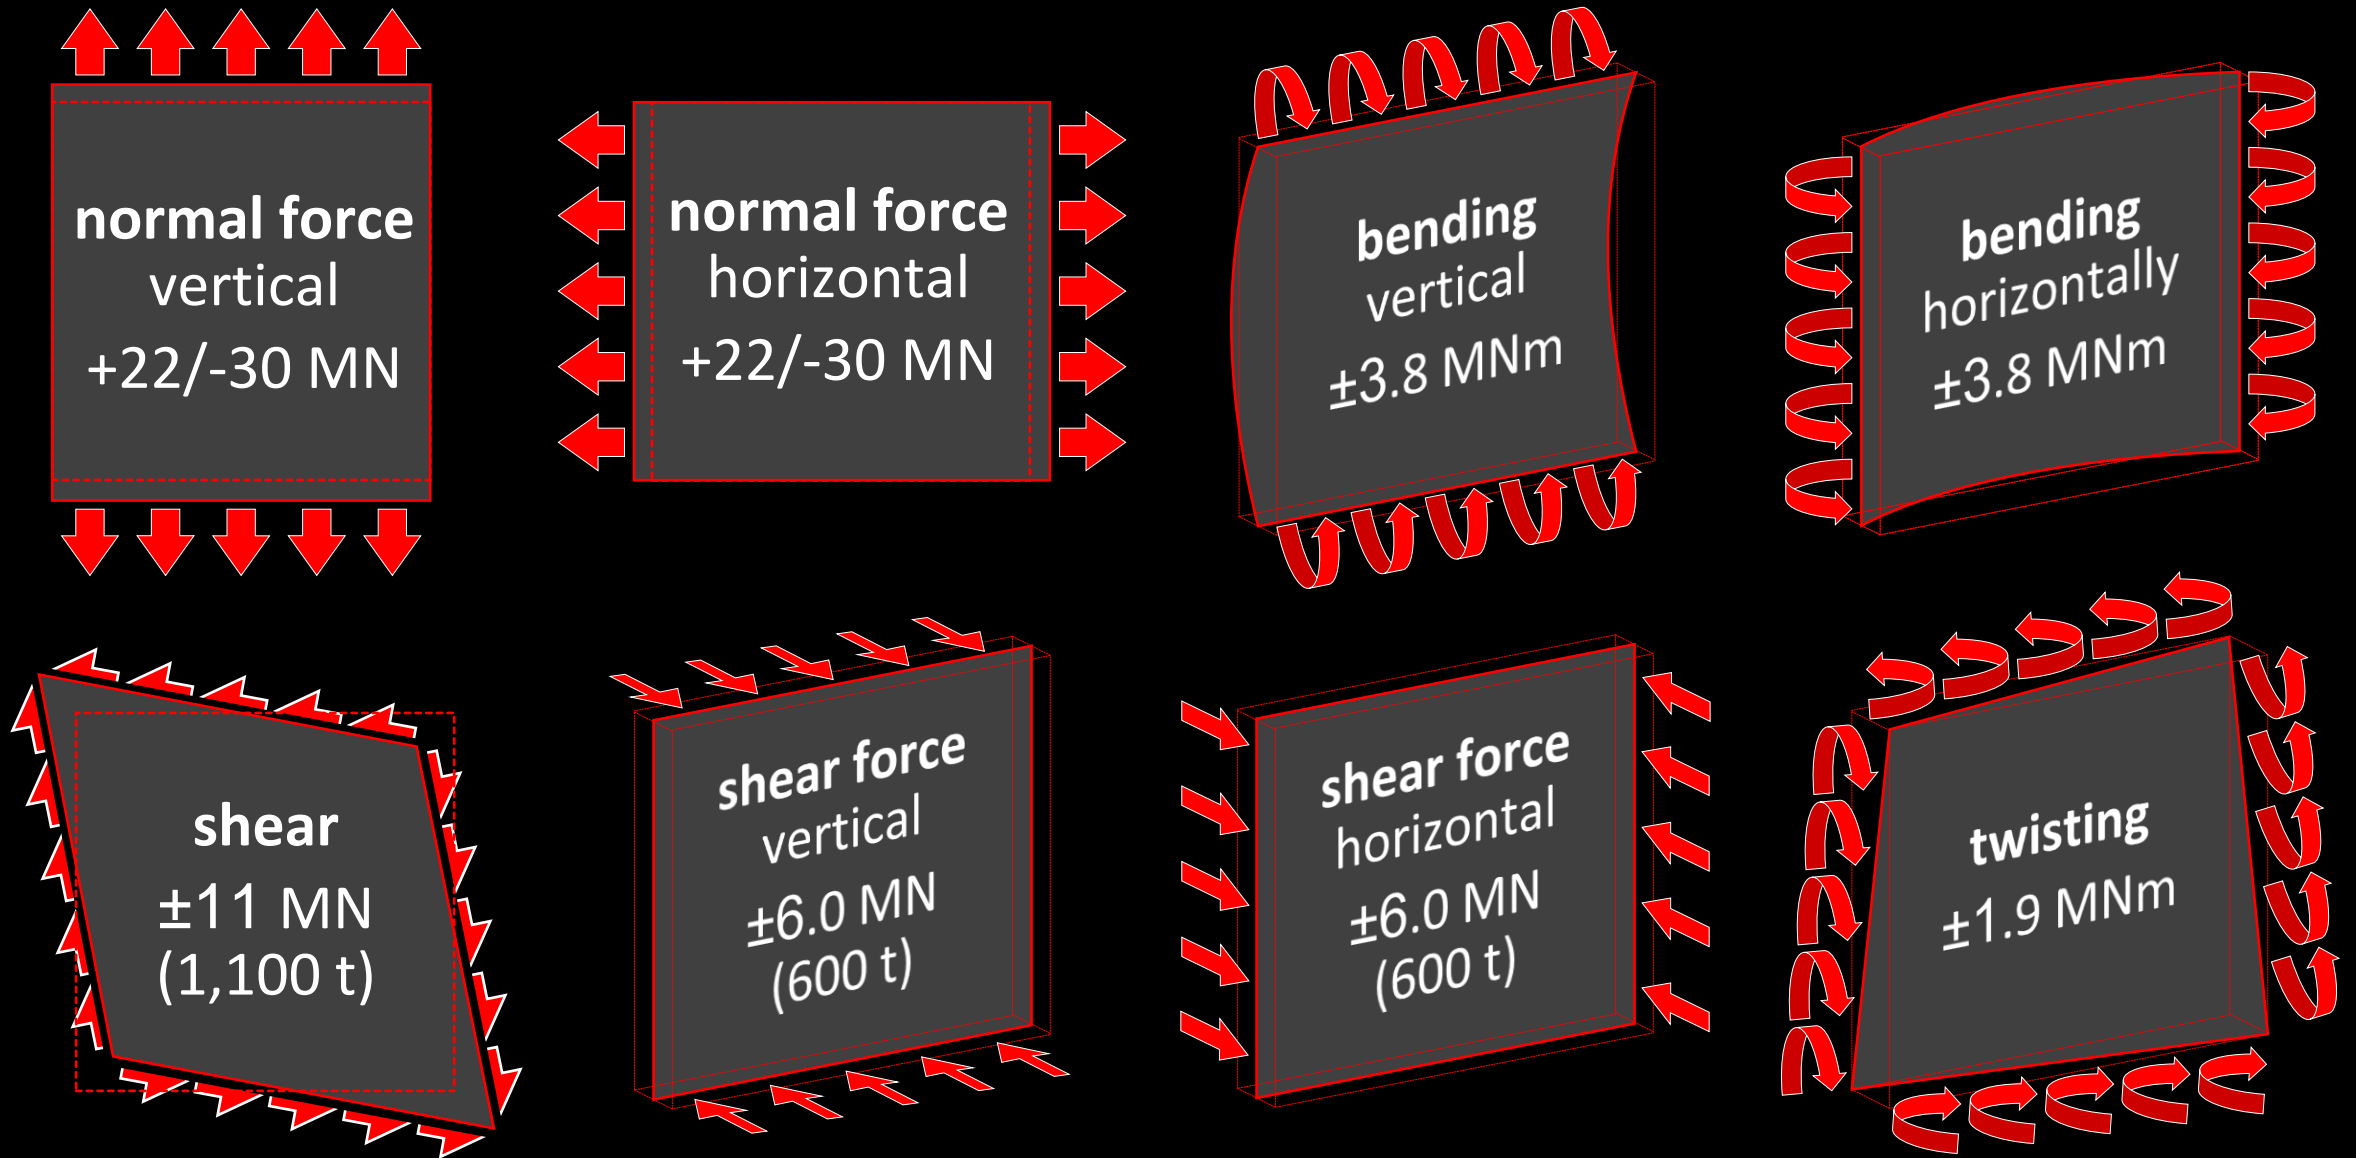 normal force
vertical
+22/-30 MN
normal force
horizontal
+22/-30 MN
bending
vertical
±3.8 MNm
bending
horizontally
±3.8 MNm
shear
±11 MN
(1,100 t)
shear force
vertical
±6.0 MN
(600 t)
shear force
horizontal
±6.0 MN
(600 t)
twisting
±1.9 MNm